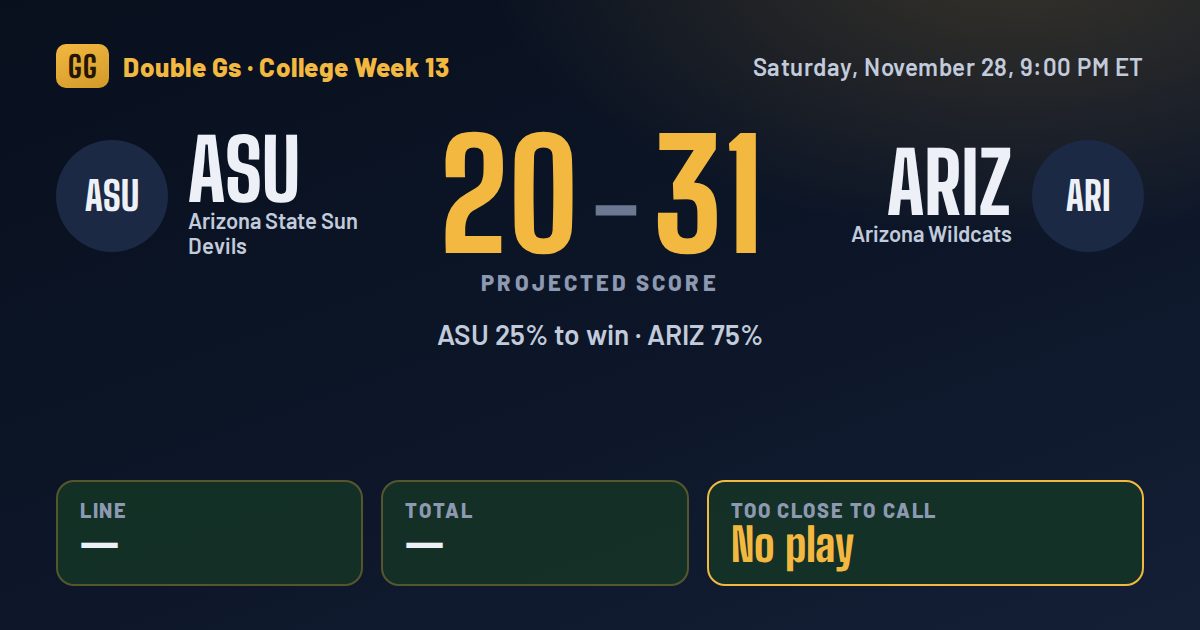 GG
Double Gs · College Week 13
Saturday, November 28, 9:00 PM ET
ASU
ASU
Arizona State Sun
Devils
20 – 31
PROJECTED SCORE
ASU 25% to win · ARIZ 75%
ARIZ
Arizona Wildcats
ARI
LINE
—
TOTAL
—
TOO CLOSE TO CALL
No play